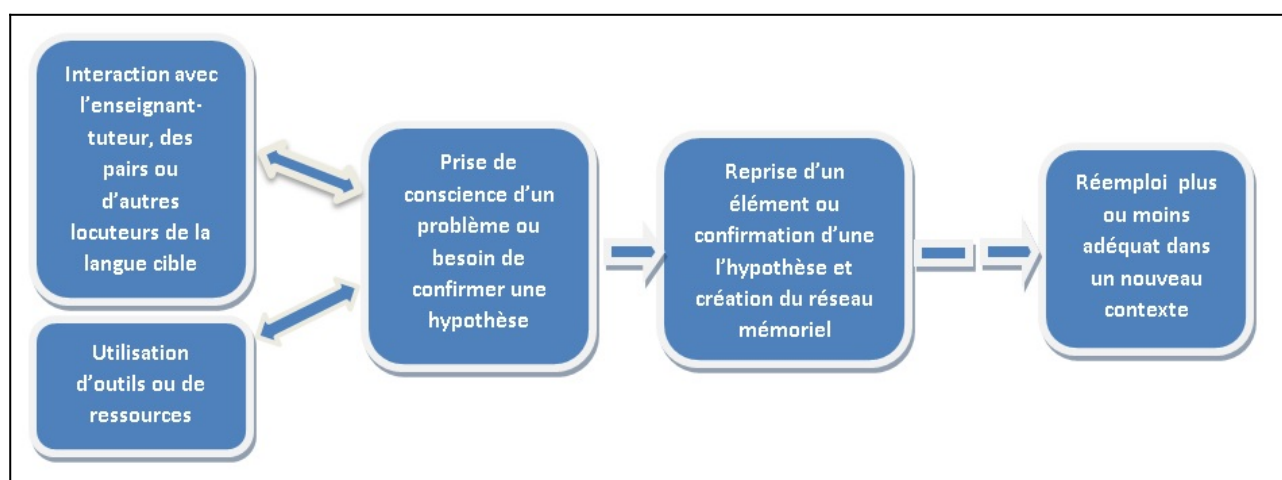 Interaction avec
l'enseignant-
tuteur, des
pairs ou
d'autres
locuteurs de la
langue cible
Utilisation
d'outils ou de
ressources
Prise de
conscience d'un
problème ou
besoin de
confirmer une
hypothèse
Reprise d'un
élément ou
confirmation d'une
l'hypothèse et
création du réseau
mémoriel
Réemploi plus
ou moins
adéquat dans
un nouveau
contexte